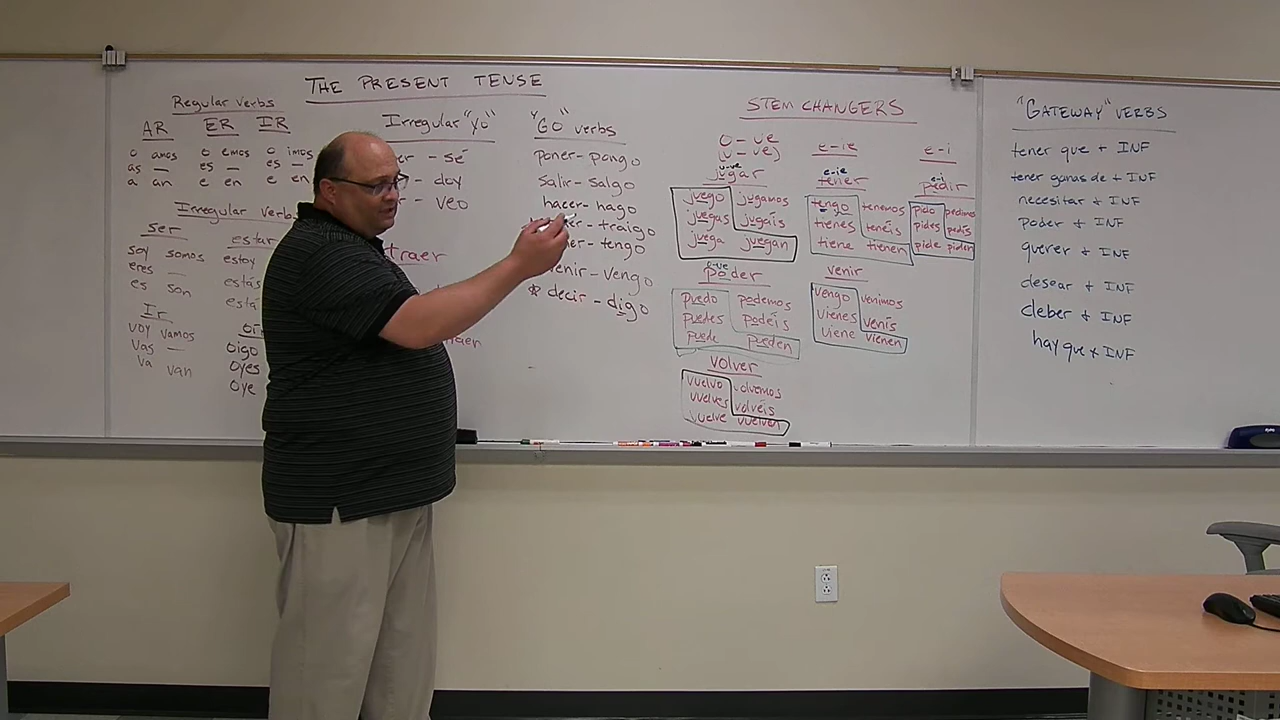 THE PRESENT TENSE
Regular Verbs
AR ER IR
o amos o emos o imos
as — es — es —
a an e en e en
Irregular Verbs
ser
soy somos
eres —
es son
Ir
voy vamos
vas —
va van
estar
estoy
estás
está
oigo
oyes
oye
Irregular "Yo"
- sé
- doy
- veo
traer
"GO" verbs
poner - pongo
salir - salgo
hacer - hago
- traigo
- tengo
venir - vengo
* decir - digo
STEM CHANGERS
o - ue
(u - ue)
u-ue
jugar
juego jugamos
juegas jugáis
juega juegan
o-ue
poder
puedo podemos
puedes podéis
puede pueden
volver
vuelvo volvemos
vuelves volvéis
vuelve vuelven
e-ie
e-ie
tengo tenemos
tienes tenéis
tiene tienen
venir
vengo venimos
vienes venís
viene vienen
e-i
e-i
pedir
pido pedimos
pides pedís
pide piden
"GATEWAY" VERBS
tener que + INF
tener ganas de + INF
necesitar + INF
poder + INF
querer + INF
desear + INF
deber + INF
hay que + INF